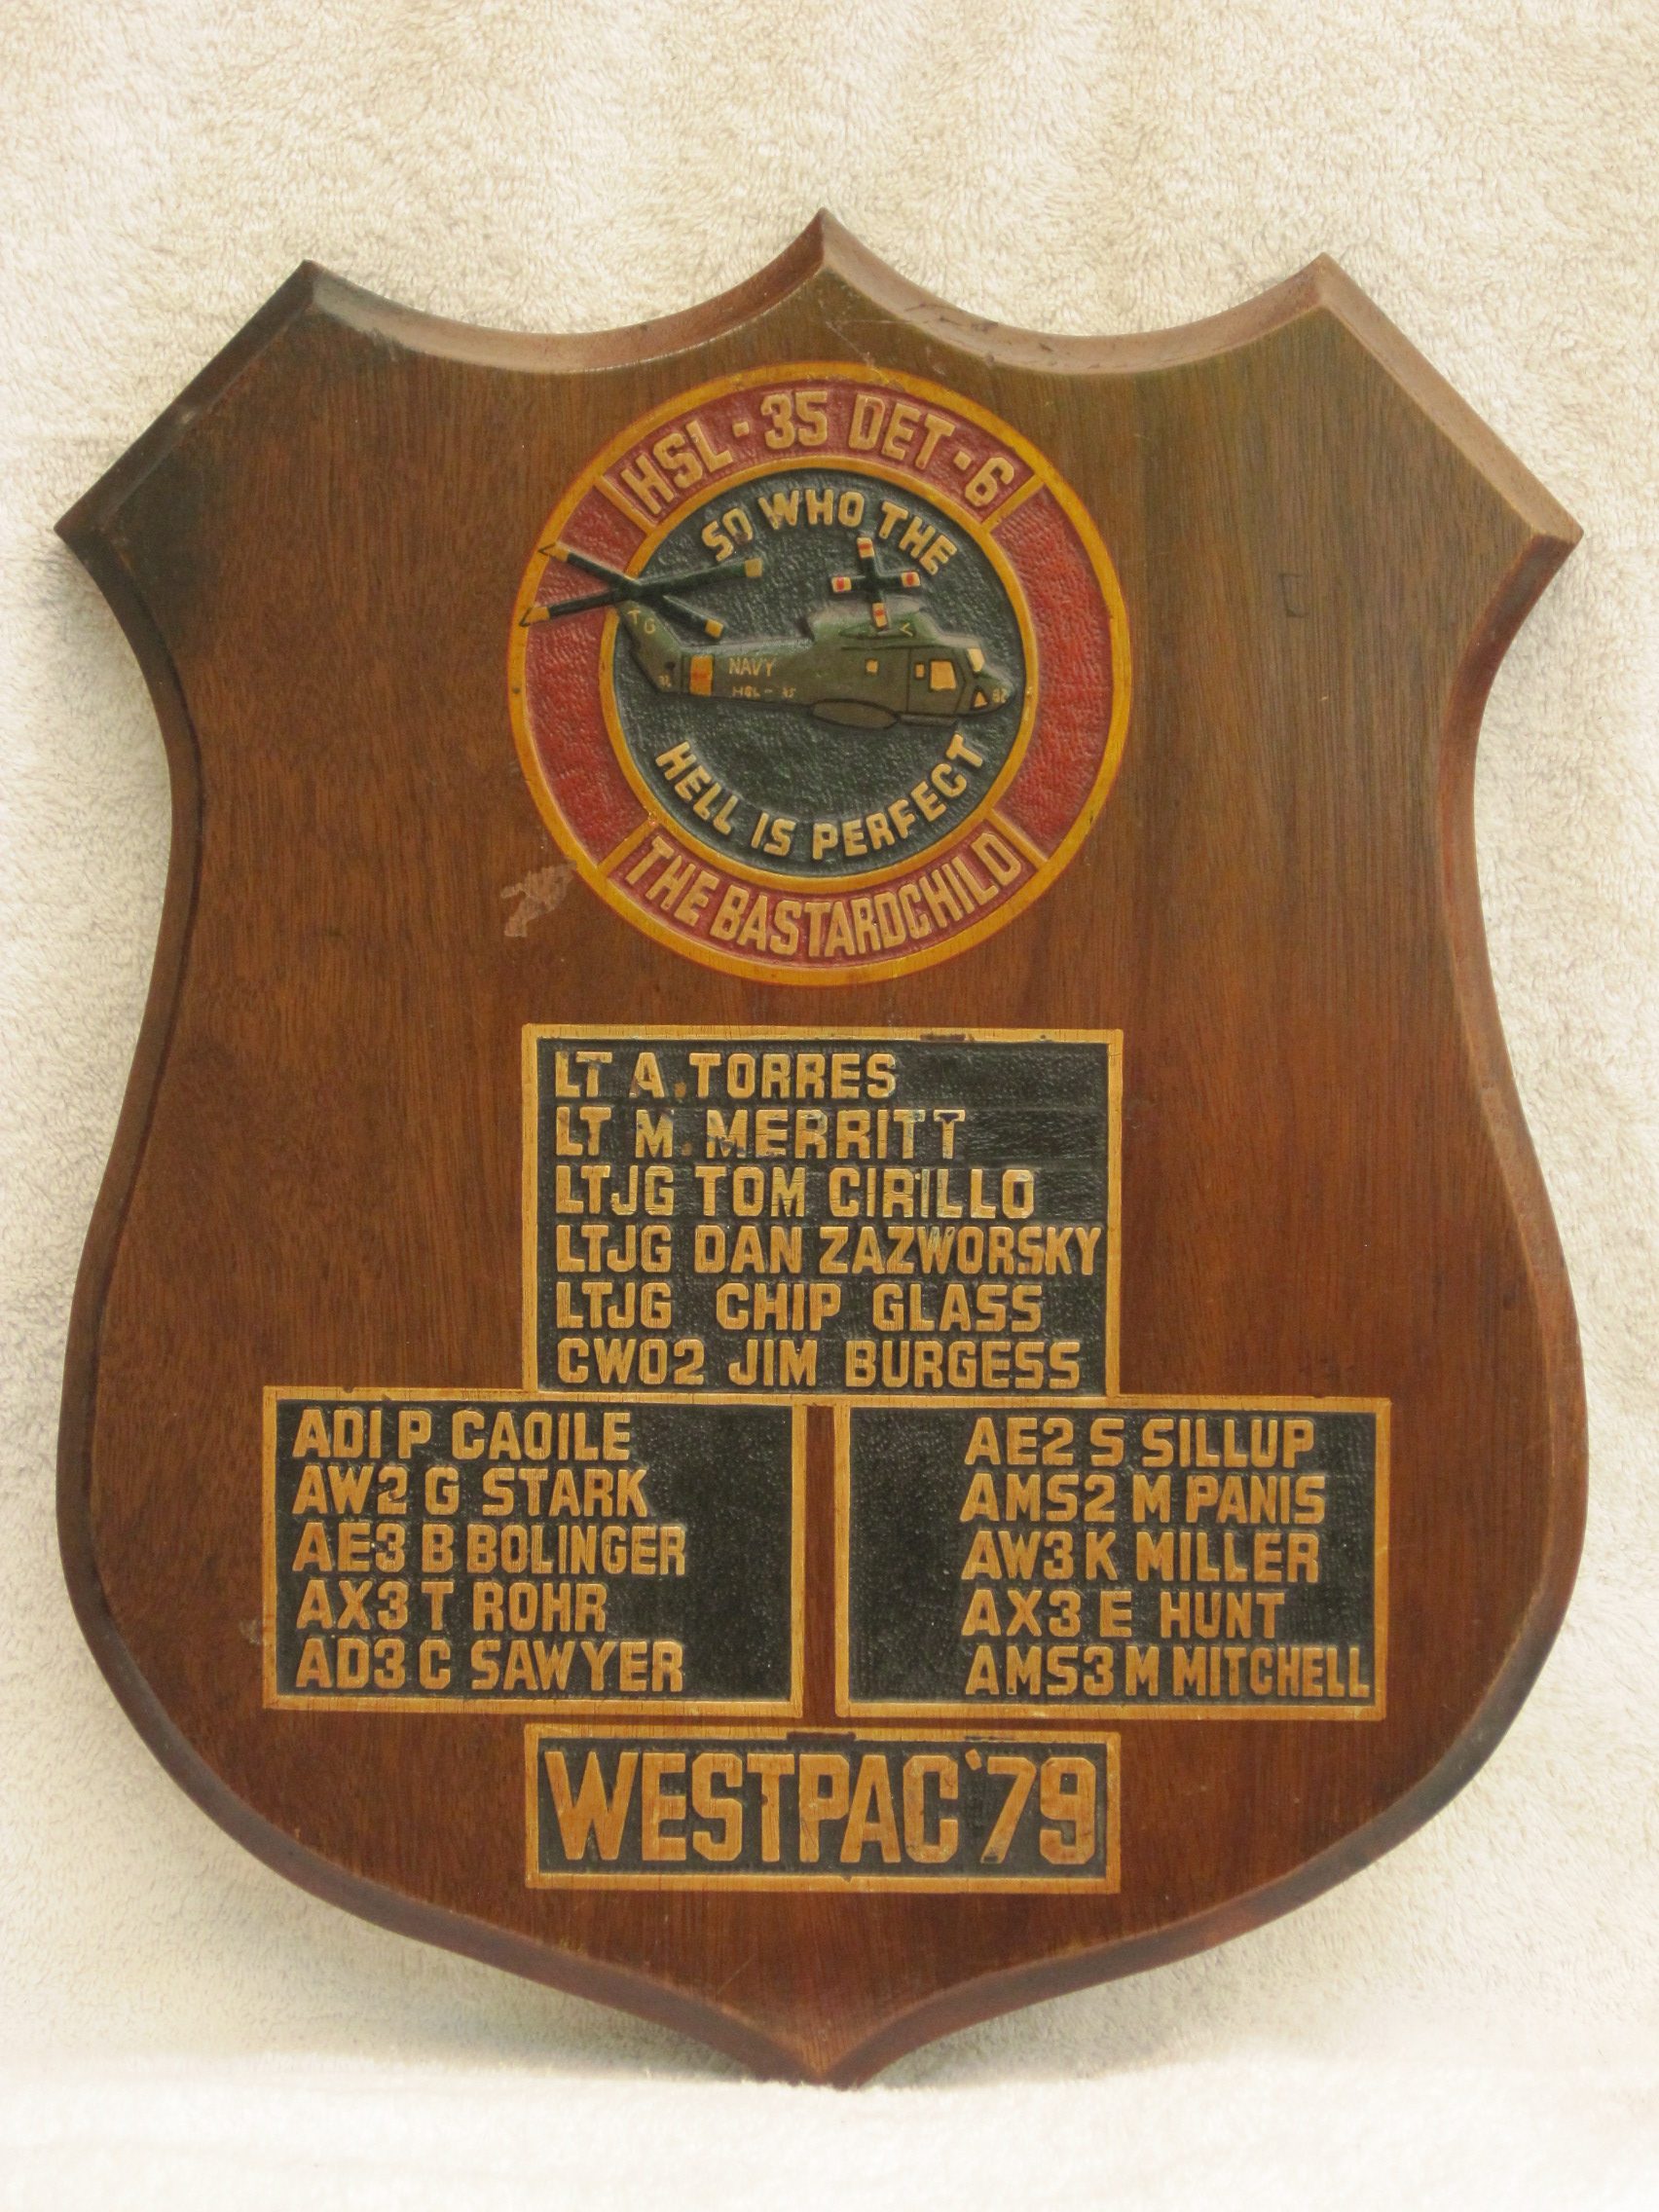 HSL-35 DET-6
SO WHO THE
TG
NAVY
HELL IS PERFECT
THE BASTARDCHILD
LT A. TORRES
LT M. MERRITT
LTJG TOM CIRILLO
LTJG DAN ZAZWORSKY
LTJG CHIP GLASS
CWO2 JIM BURGESS
AD1 P CAOILE
AW2 G STARK
AE3 B BOLINGER
AX3 T ROHR
AD3 C SAWYER
AE2 S SILLUP
AMS2 M PANIS
AW3 K MILLER
AX3 E HUNT
AMS3 M MITCHELL
WESTPAC '79